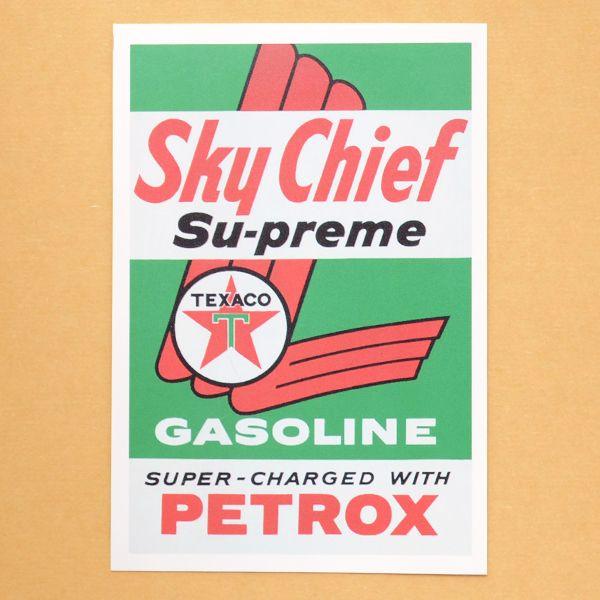 Sky Chief
Su-preme
TEXACO
T
GASOLINE
SUPER-CHARGED WITH
PETROX